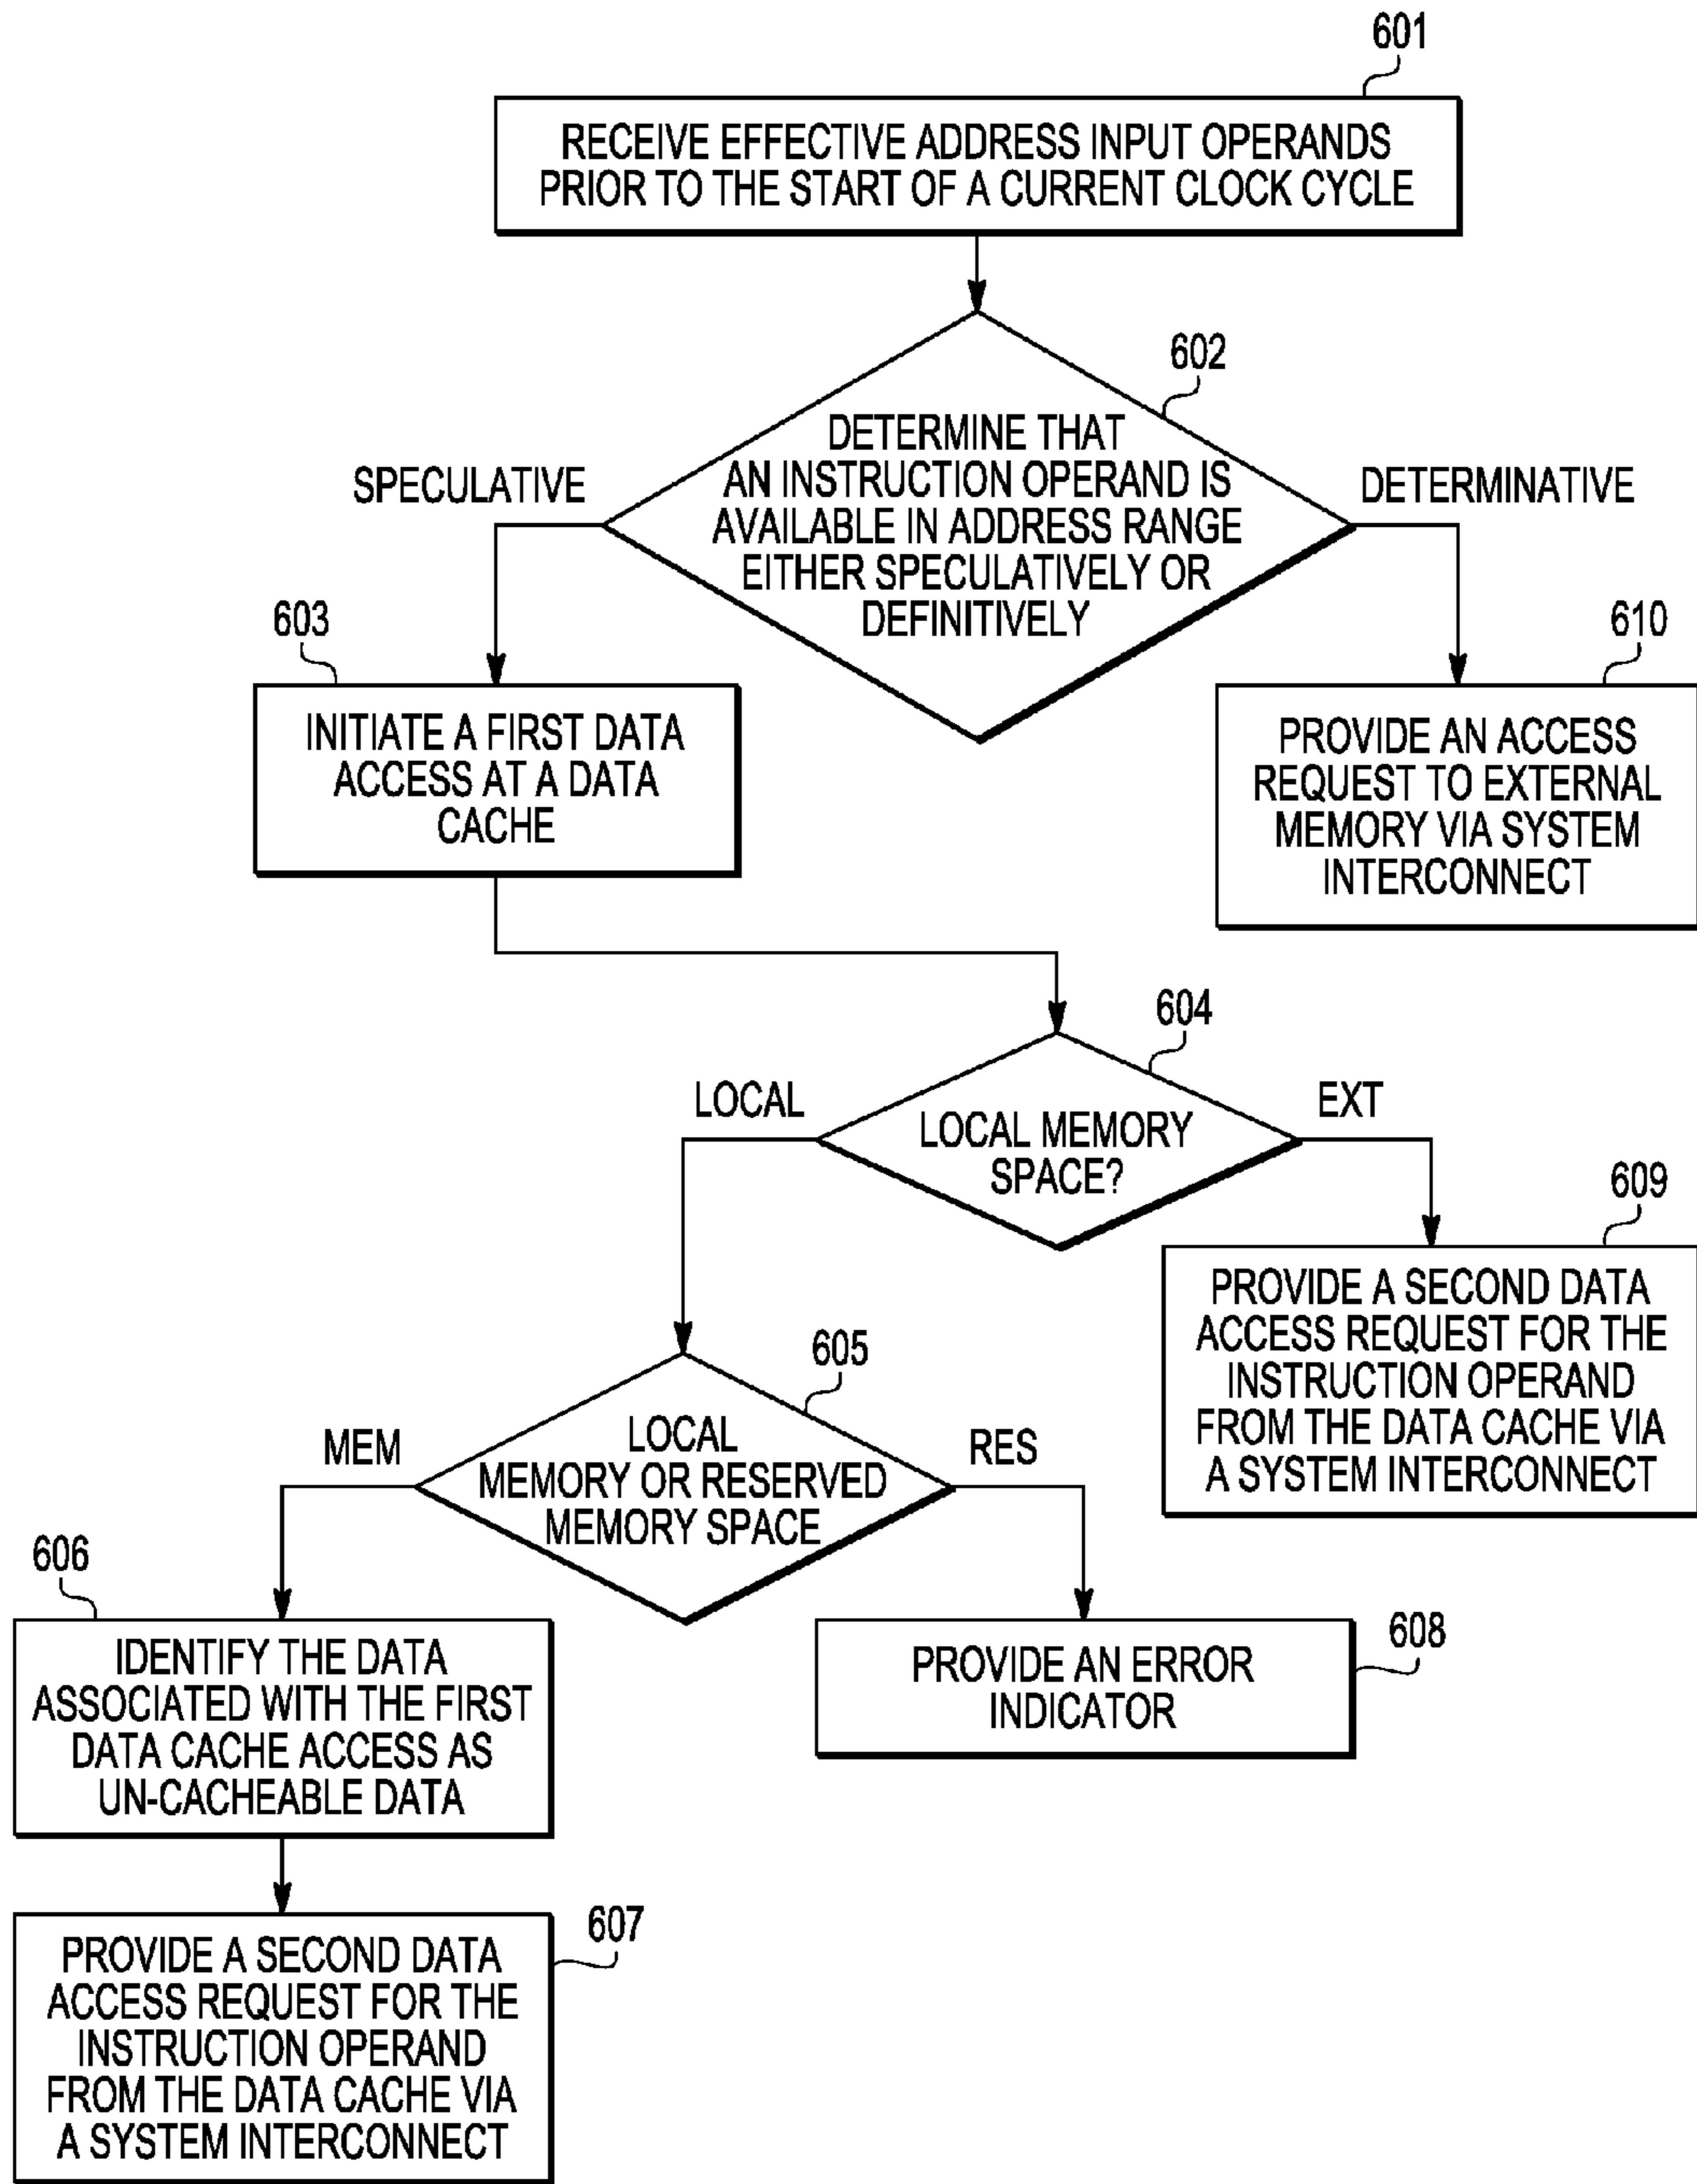 601
RECEIVE EFFECTIVE ADDRESS INPUT OPERANDS
PRIOR TO THE START OF A CURRENT CLOCK CYCLE
602
DETERMINE THAT
AN INSTRUCTION OPERAND IS
AVAILABLE IN ADDRESS RANGE
EITHER SPECULATIVELY OR
DEFINITIVELY
SPECULATIVE
DETERMINATIVE
603
INITIATE A FIRST DATA
ACCESS AT A DATA
CACHE
610
PROVIDE AN ACCESS
REQUEST TO EXTERNAL
MEMORY VIA SYSTEM
INTERCONNECT
604
LOCAL MEMORY
SPACE?
LOCAL
EXT
609
PROVIDE A SECOND DATA
ACCESS REQUEST FOR THE
INSTRUCTION OPERAND
FROM THE DATA CACHE VIA
A SYSTEM INTERCONNECT
605
LOCAL
MEMORY OR RESERVED
MEMORY SPACE
MEM
RES
606
IDENTIFY THE DATA
ASSOCIATED WITH THE FIRST
DATA CACHE ACCESS AS
UN-CACHEABLE DATA
608
PROVIDE AN ERROR
INDICATOR
607
PROVIDE A SECOND DATA
ACCESS REQUEST FOR THE
INSTRUCTION OPERAND
FROM THE DATA CACHE VIA
A SYSTEM INTERCONNECT